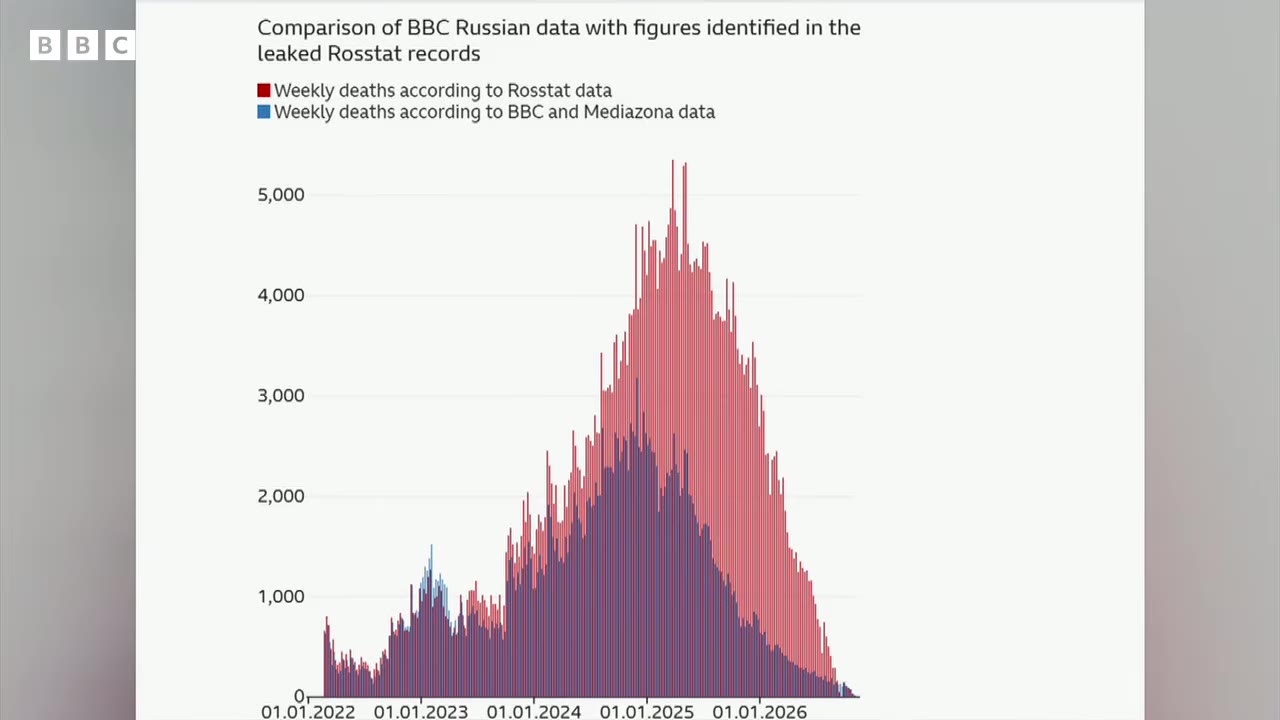 BBC
Comparison of BBC Russian data with figures identified in the
leaked Rosstat records
Weekly deaths according to Rosstat data
Weekly deaths according to BBC and Mediazona data
5,000
4,000
3,000
2,000
1,000
0
01.01.2022 01.01.2023 01.01.2024 01.01.2025 01.01.2026